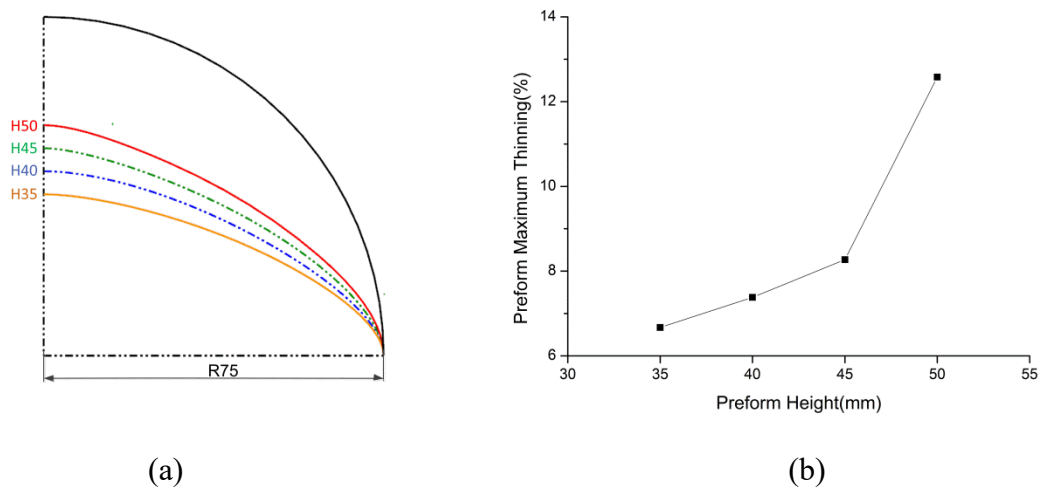 H50
H45
H40
H35
R75
(a)
Preform Maximum Thinning(%)
14
12
10
8
6
30 35 40 45 50 55
Preform Height(mm)
(b)